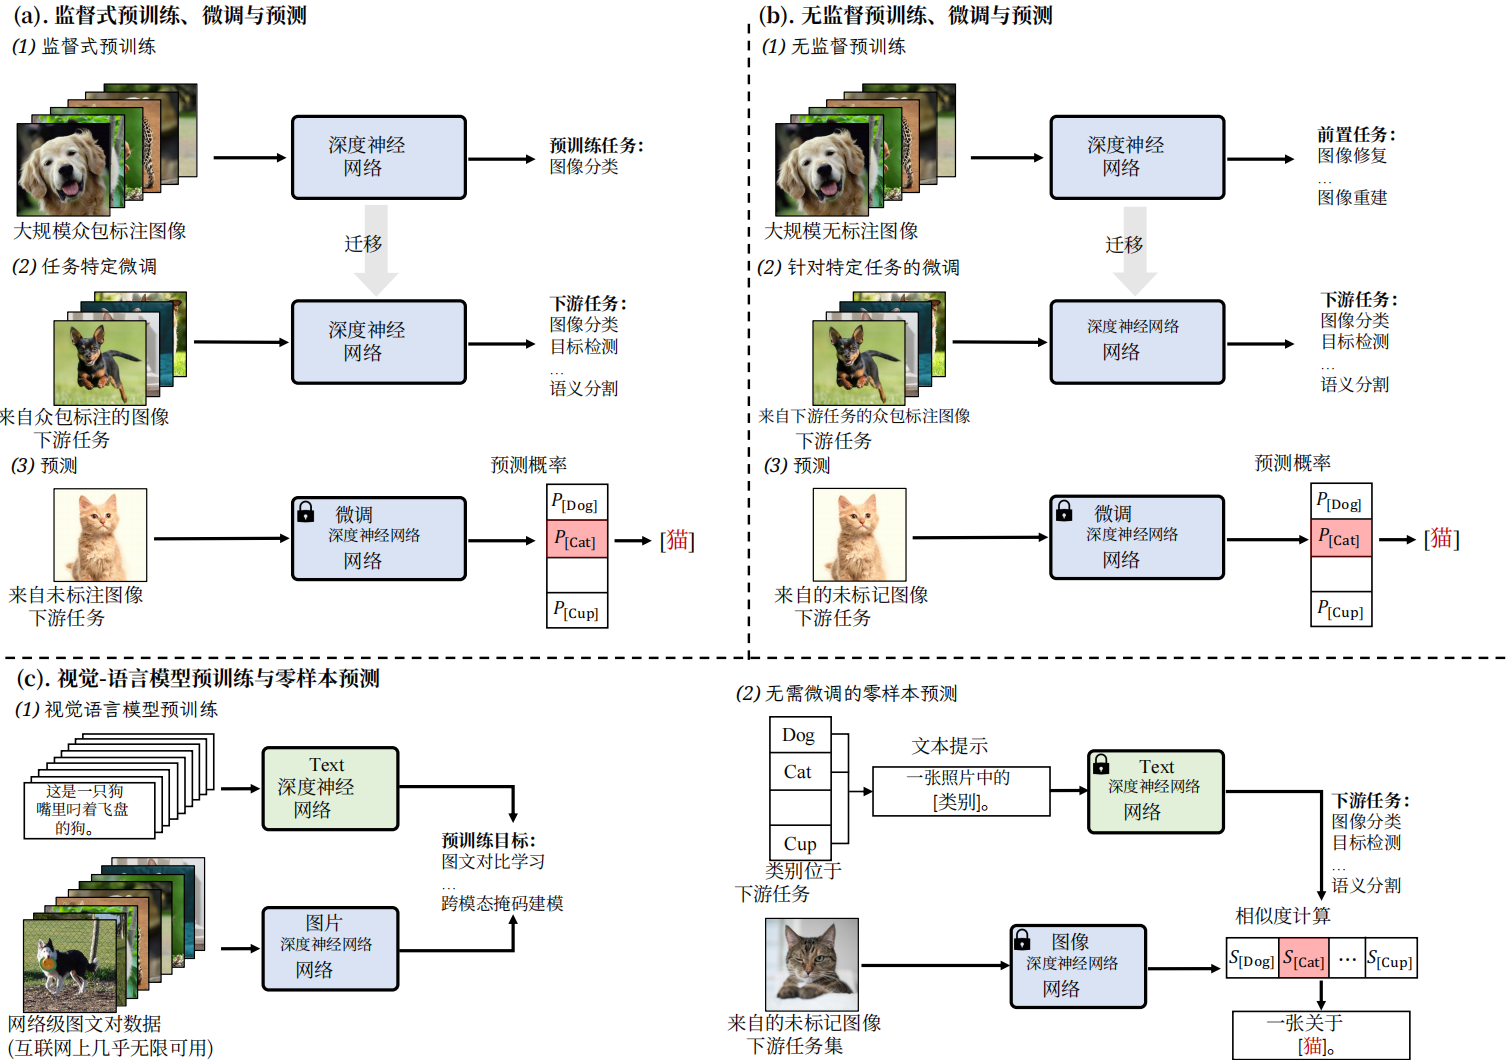 (a). 监督式预训练、微调与预测
(1) 监督式预训练
深度神经
网络
预训练任务：
图像分类
大规模众包标注图像
迁移
(2) 任务特定微调
深度神经
网络
下游任务：
图像分类
目标检测
...
语义分割
来自众包标注的图像
下游任务
(3) 预测
预测概率
微调
深度神经网络
网络
P[Dog]
P[Cat]
P[Cup]
[猫]
来自未标注图像
下游任务
(b). 无监督预训练、微调与预测
(1) 无监督预训练
深度神经
网络
前置任务：
图像修复
...
图像重建
大规模无标注图像
迁移
(2) 针对特定任务的微调
深度神经网络
网络
下游任务：
图像分类
目标检测
...
语义分割
来自下游任务的众包标注图像
下游任务
(3) 预测
预测概率
微调
深度神经网络
网络
P[Dog]
P[Cat]
P[Cup]
[猫]
来自的未标记图像
下游任务
(c). 视觉-语言模型预训练与零样本预测
(1) 视觉语言模型预训练
这是一只狗
嘴里叼着飞盘
的狗。
Text
深度神经
网络
预训练目标：
图文对比学习
...
跨模态掩码建模
图片
深度神经网络
网络
网络级图文对数据
(互联网上几乎无限可用)
(2) 无需微调的零样本预测
Dog
Cat
Cup
类别位于
下游任务
文本提示
一张照片中的
[类别]。
Text
深度神经网络
网络
下游任务：
图像分类
目标检测
...
语义分割
相似度计算
图像
深度神经网络
网络
S[Dog]
S[Cat]
...
S[Cup]
一张关于
[猫]。
来自的未标记图像
下游任务集